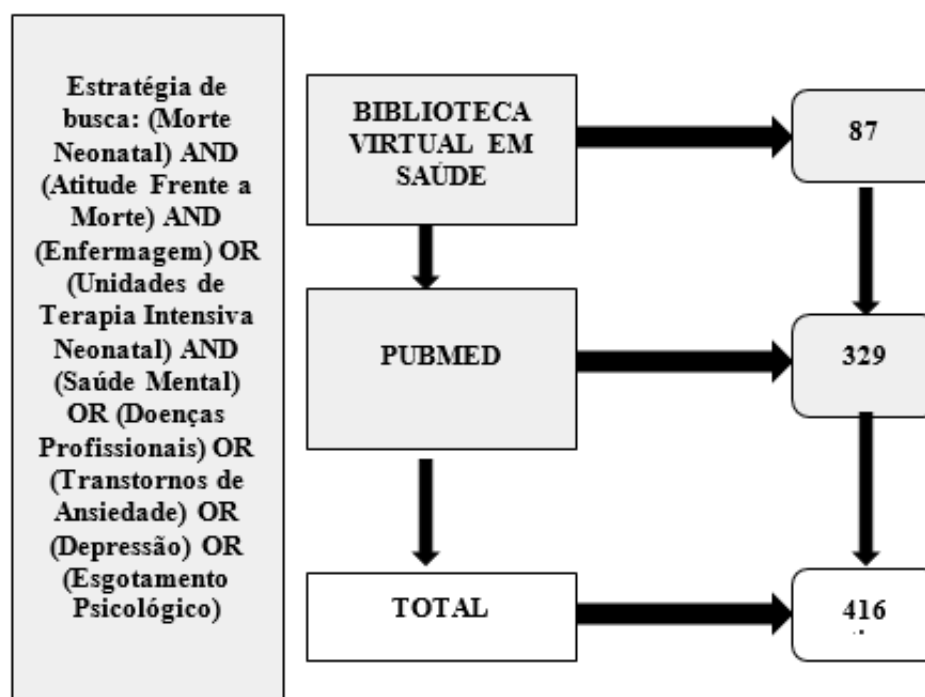 Estratégia de
busca: (Morte
Neonatal) AND
(Atitude Frente a
Morte) AND
(Enfermagem) OR
(Unidades de
Terapia Intensiva
Neonatal) AND
(Saúde Mental)
OR (Doenças
Profissionais) OR
(Transtornos de
Ansiedade) OR
(Depressão) OR
(Esgotamento
Psicológico)
BIBLIOTECA
VIRTUAL EM
SAÚDE
87
PUBMED
329
TOTAL
416